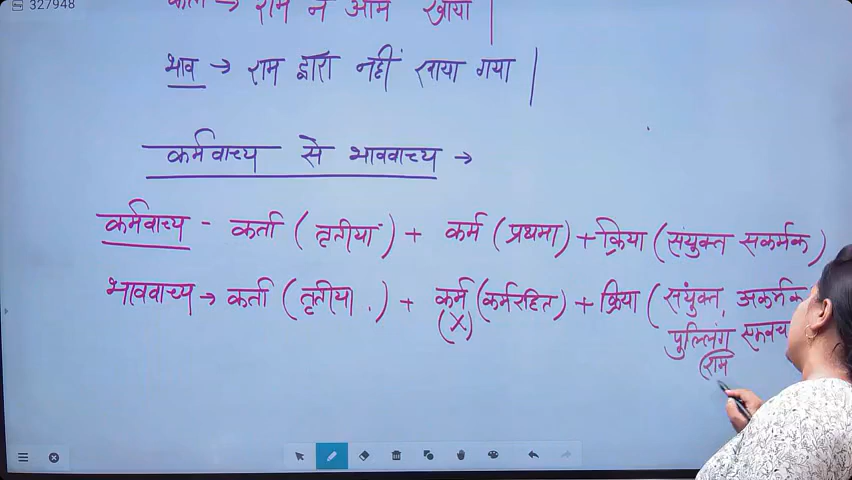 327948
राम ने आम खाया |
भाव → राम द्वारा नहीं खाया गया |
कर्मवाच्य से भाववाच्य →
कर्मवाच्य - कर्ता (तृतीया) + कर्म (प्रथमा) + क्रिया (संयुक्त सकर्मक)
भाववाच्य → कर्ता (तृतीया.) + कर्म (कर्मरहित) + क्रिया (संयुक्त, अकर्मक
(X) पुल्लिंग
(राम